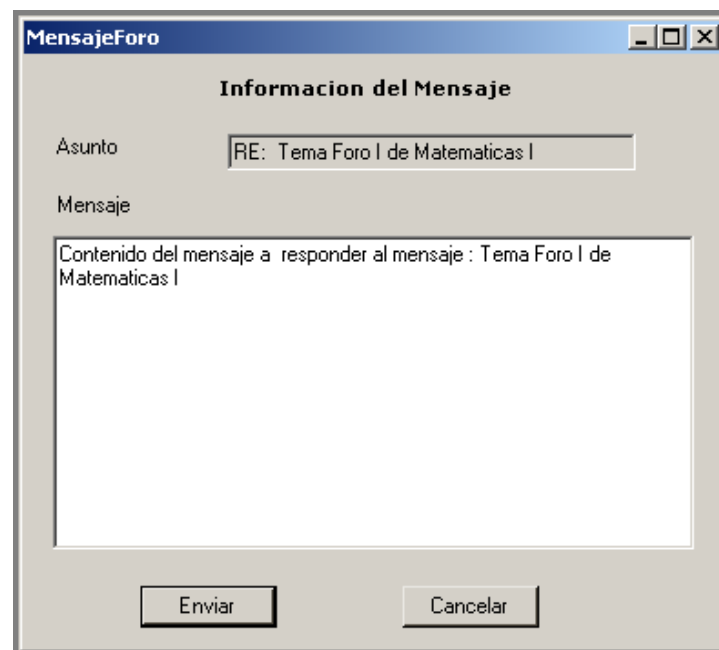 MensajeForo
Informacion del Mensaje
Asunto
RE:  Tema Foro I de Matematicas I
Mensaje
Contenido del mensaje a  responder al mensaje : Tema Foro I de
Matematicas I
Enviar
Cancelar